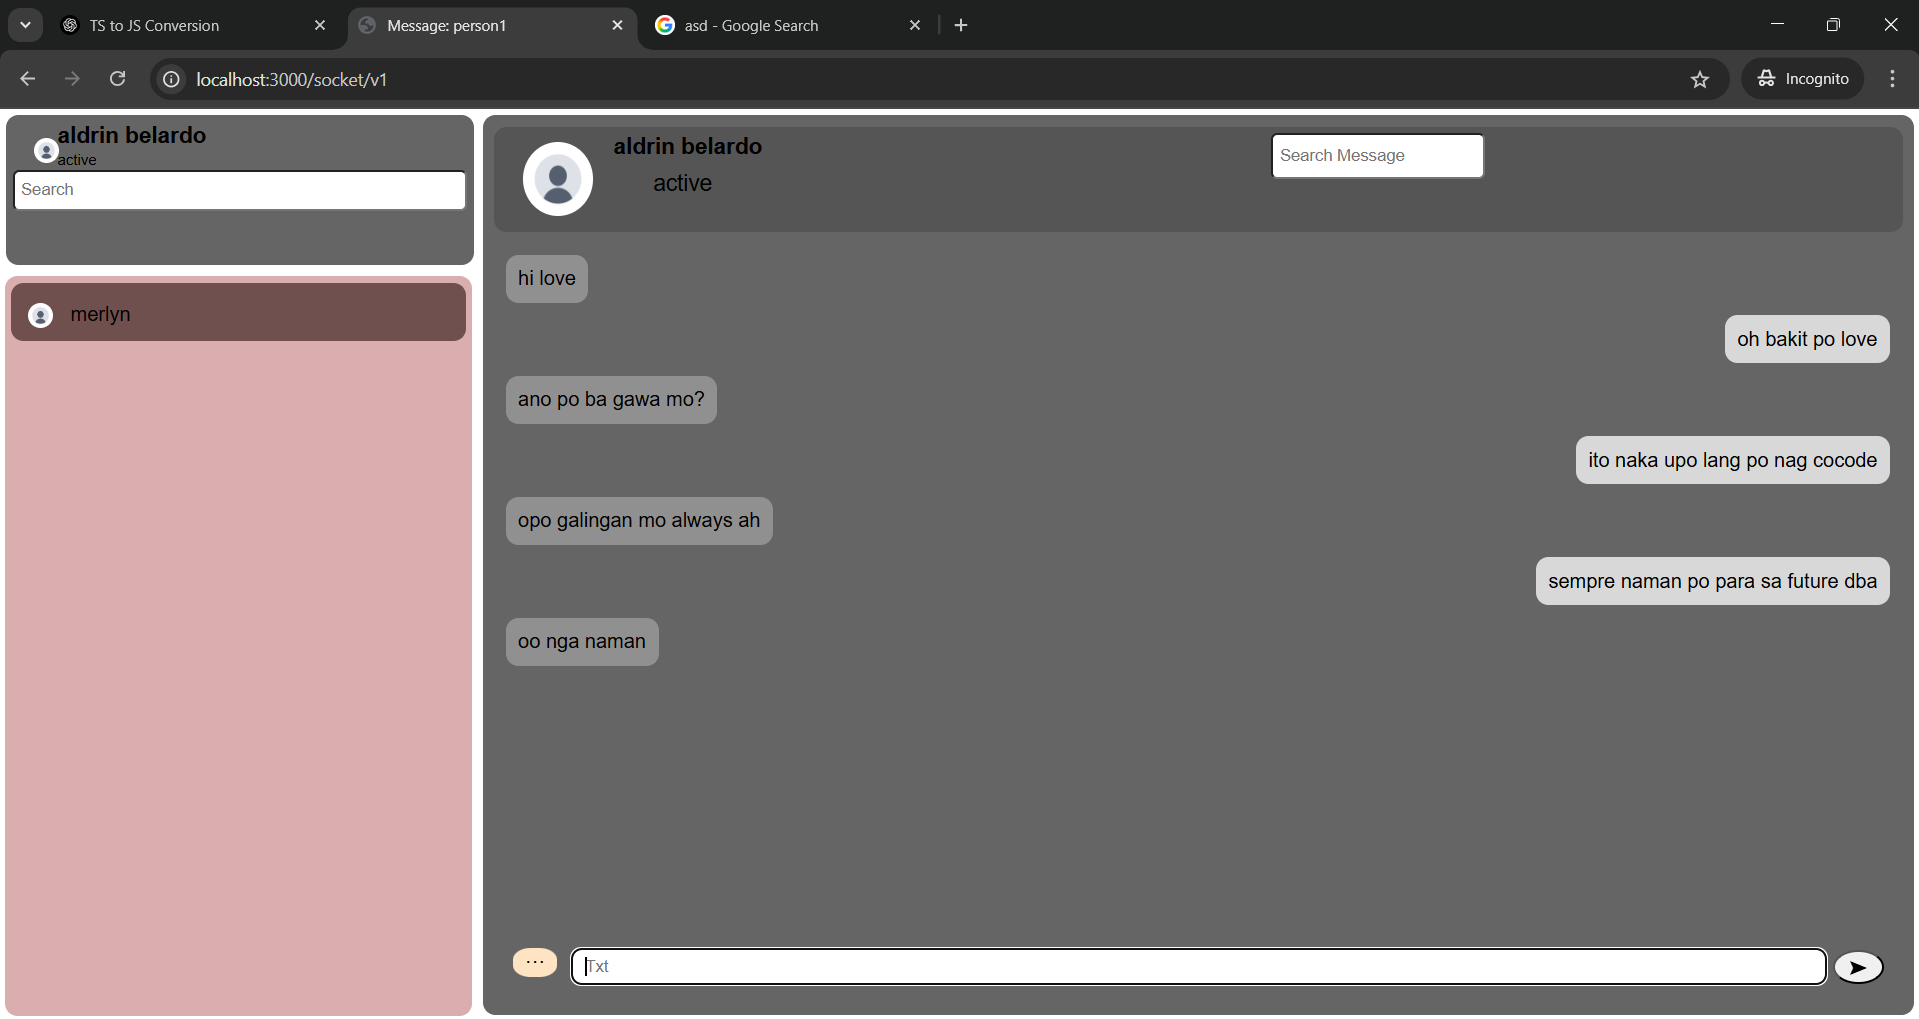 TS to JS Conversion
Message: person1
asd - Google Search
localhost:3000/socket/v1
Incognito
aldrin belardo
active
Search
merlyn
aldrin belardo
active
Search Message
hi love
oh bakit po love
ano po ba gawa mo?
ito naka upo lang po nag cocode
opo galingan mo always ah
sempre naman po para sa future dba
oo nga naman
...
Txt